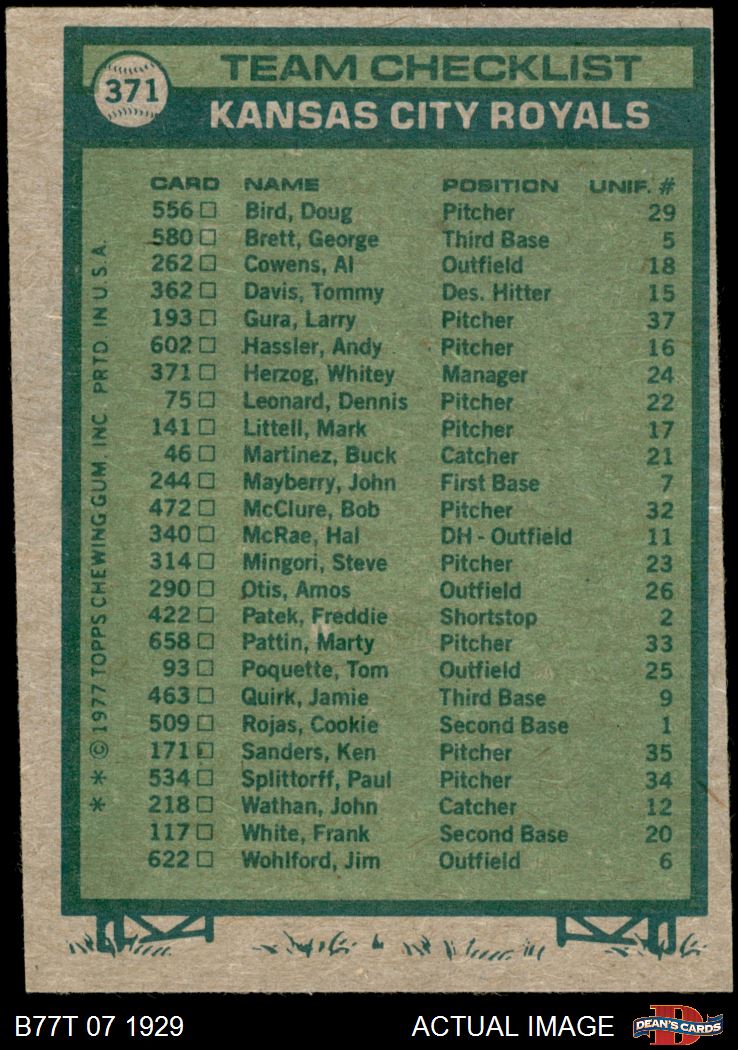 371
TEAM CHECKLIST
KANSAS CITY ROYALS
CARD NAME POSITION UNIF. #
556 Bird, Doug Pitcher 29
580 Brett, George Third Base 5
262 Cowens, Al Outfield 18
362 Davis, Tommy Des. Hitter 15
193 Gura, Larry Pitcher 37
602 Hassler, Andy Pitcher 16
371 Herzog, Whitey Manager 24
75 Leonard, Dennis Pitcher 22
141 Littell, Mark Pitcher 17
46 Martinez, Buck Catcher 21
244 Mayberry, John First Base 7
472 McClure, Bob Pitcher 32
340 McRae, Hal DH - Outfield 11
314 Mingori, Steve Pitcher 23
290 Otis, Amos Outfield 26
422 Patek, Freddie Shortstop 2
658 Pattin, Marty Pitcher 33
93 Poquette, Tom Outfield 25
463 Quirk, Jamie Third Base 9
509 Rojas, Cookie Second Base 1
171 Sanders, Ken Pitcher 35
534 Splittorff, Paul Pitcher 34
218 Wathan, John Catcher 12
117 White, Frank Second Base 20
622 Wohlford, Jim Outfield 6
* * © 1977 TOPPS CHEWING GUM, INC. PRTD. IN U.S.A.
B77T 07 1929 ACTUAL IMAGE
D
DEAN'S CARDS